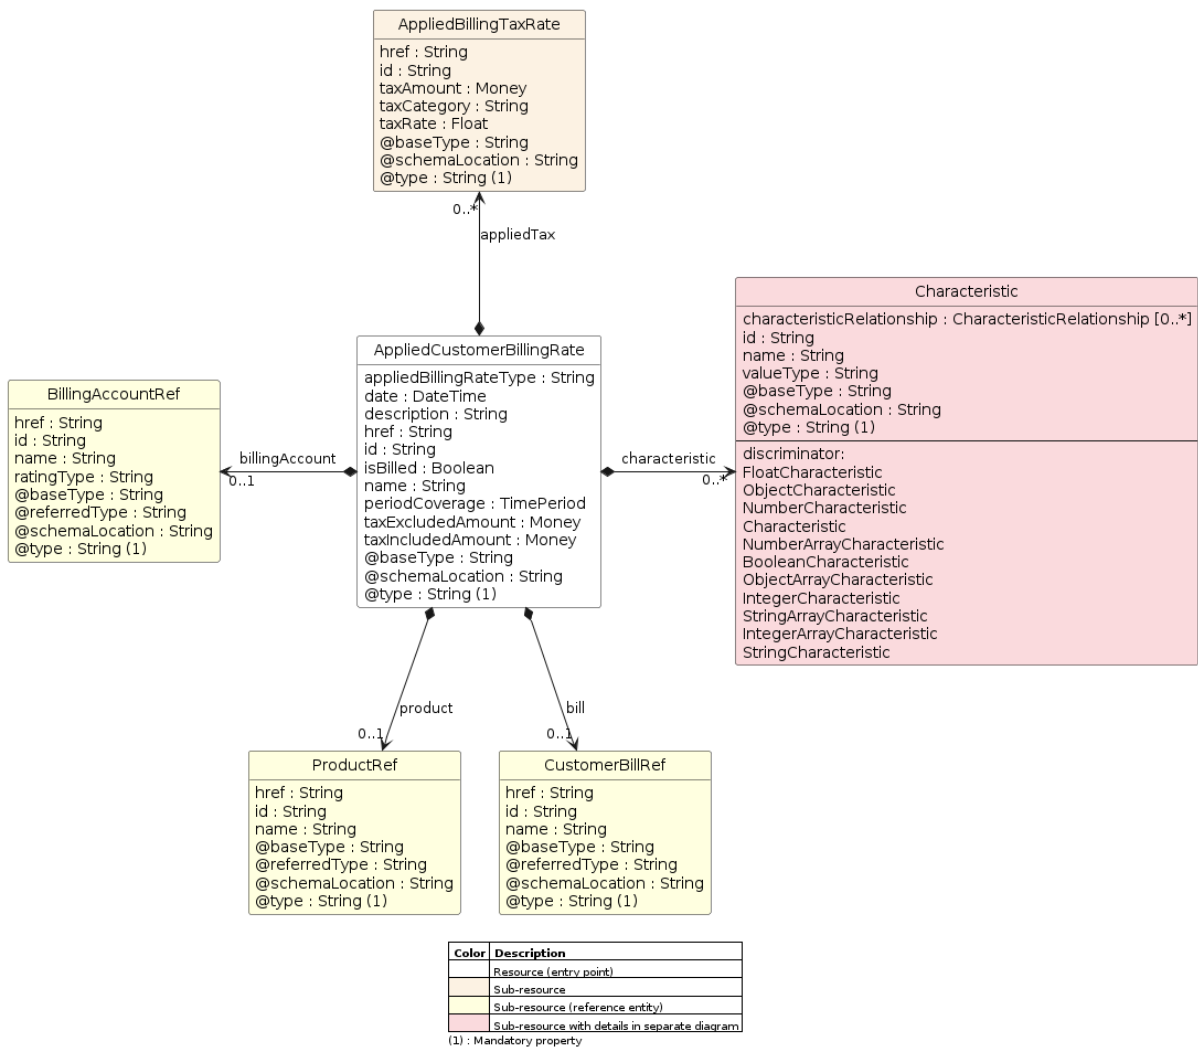 AppliedBillingTaxRate
href : String
id : String
taxAmount : Money
taxCategory : String
taxRate : Float
@baseType : String
@schemaLocation : String
@type : String (1)
0..*
appliedTax
Characteristic
characteristicRelationship : CharacteristicRelationship [0..*]
id : String
name : String
valueType : String
@baseType : String
@schemaLocation : String
@type : String (1)
discriminator:
FloatCharacteristic
ObjectCharacteristic
NumberCharacteristic
Characteristic
NumberArrayCharacteristic
BooleanCharacteristic
ObjectArrayCharacteristic
IntegerCharacteristic
StringArrayCharacteristic
IntegerArrayCharacteristic
StringCharacteristic
AppliedCustomerBillingRate
appliedBillingRateType : String
date : DateTime
description : String
href : String
id : String
isBilled : Boolean
name : String
periodCoverage : TimePeriod
taxExcludedAmount : Money
taxIncludedAmount : Money
@baseType : String
@schemaLocation : String
@type : String (1)
BillingAccountRef
href : String
id : String
name : String
ratingType : String
@baseType : String
@referredType : String
@schemaLocation : String
@type : String (1)
billingAccount
0..1
characteristic
0..*
product
0..1
bill
0..1
ProductRef
href : String
id : String
name : String
@baseType : String
@referredType : String
@schemaLocation : String
@type : String (1)
CustomerBillRef
href : String
id : String
name : String
@baseType : String
@referredType : String
@schemaLocation : String
@type : String (1)
Color Description
Resource (entry point)
Sub-resource
Sub-resource (reference entity)
Sub-resource with details in separate diagram
(1) : Mandatory property